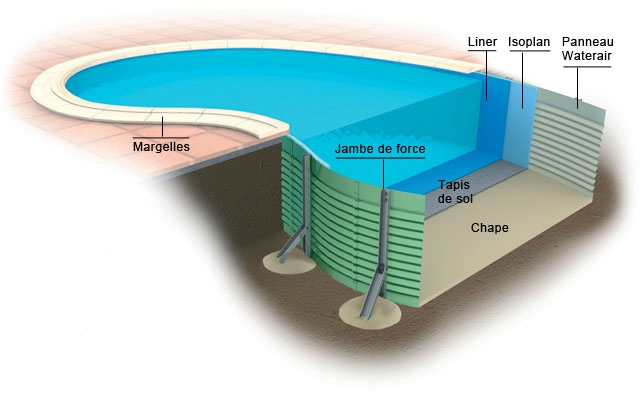 Liner
Isoplan
Panneau
Waterair
Margelles
Jambe de force
Tapis
de sol
Chape